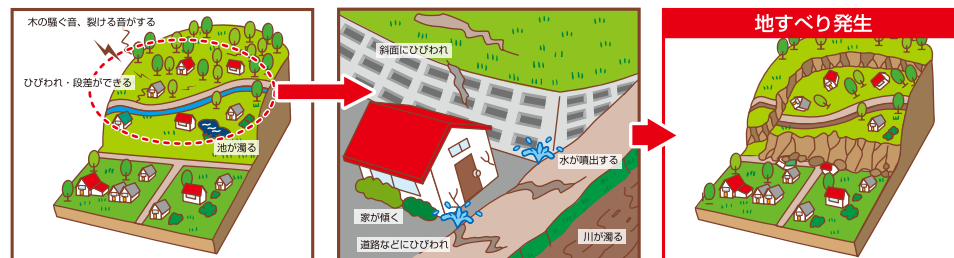 木の騒ぐ音、裂ける音がする
ひびわれ・段差ができる
池が濁る
斜面にひびわれ
水が噴出する
家が傾く
道路などにひびわれ
川が濁る
地すべり発生